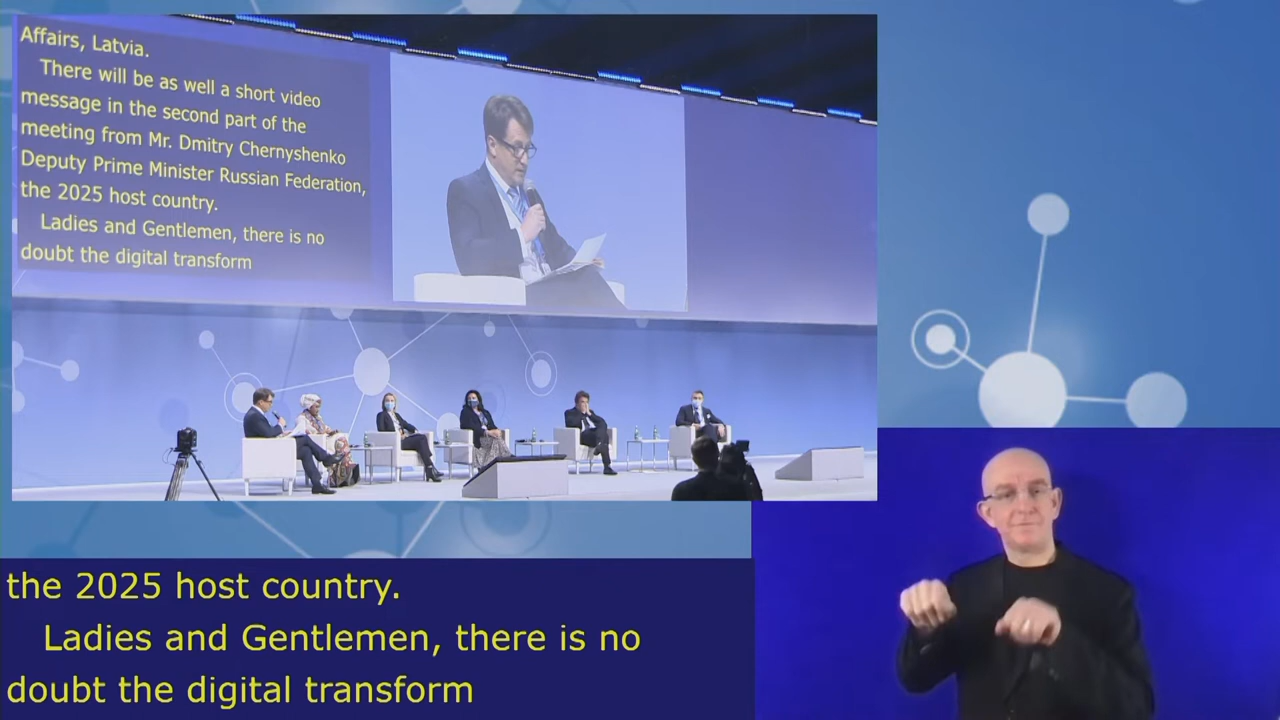 Affairs, Latvia.
There will be as well a short video
message in the second part of the
meeting from Mr. Dmitry Chernyshenko
Deputy Prime Minister Russian Federation,
the 2025 host country.
Ladies and Gentlemen, there is no
doubt the digital transform
the 2025 host country.
Ladies and Gentlemen, there is no
doubt the digital transform